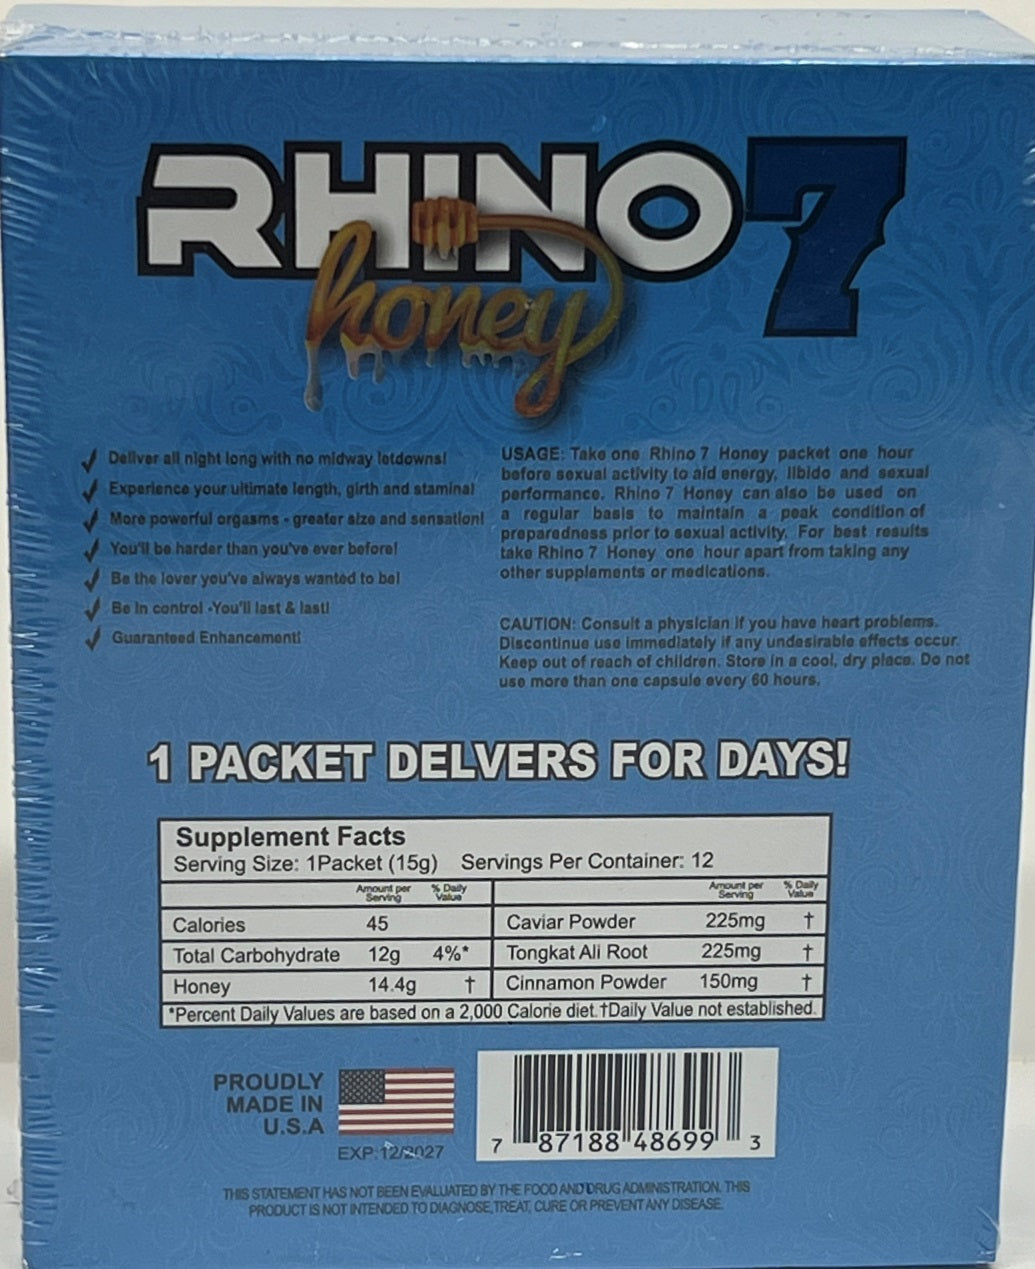 RHINO 7
honey
Deliver all night long with no midway letdowns!
Experience your ultimate length, girth and stamina!
More powerful orgasms - greater size and sensation!
You'll be harder than you've ever before!
Be the lover you've always wanted to be!
Be In control -You'll last & last!
Guaranteed Enhancement!
USAGE: Take one Rhino 7 Honey packet one hour
before sexual activity to aid energy, libido and sexual
performance. Rhino 7 Honey can also be used on
a regular basis to maintain a peak condition of
preparedness prior to sexual activity. For best results
take Rhino 7 Honey one hour apart from taking any
other supplements or medications.
CAUTION: Consult a physician if you have heart problems.
Discontinue use immediately if any undesirable effects occur.
Keep out of reach of children. Store in a cool, dry place. Do not
use more than one capsule every 60 hours.
1 PACKET DELVERS FOR DAYS!
Supplement Facts
Serving Size: 1Packet (15g) Servings Per Container: 12
Amount per Serving % Daily Value Amount per Serving % Daily Value
Calories 45 Caviar Powder 225mg †
Total Carbohydrate 12g 4%* Tongkat Ali Root 225mg †
Honey 14.4g † Cinnamon Powder 150mg †
*Percent Daily Values are based on a 2,000 Calorie diet.†Daily Value not established.
PROUDLY
MADE IN
U.S.A
EXP:12/2027
7 87188 48699 3
THIS STATEMENT HAS NOT BEEN EVALUATED BY THE FOOD AND DRUG ADMINISTRATION. THIS
PRODUCT IS NOT INTENDED TO DIAGNOSE, TREAT, CURE OR PREVENT ANY DISEASE.